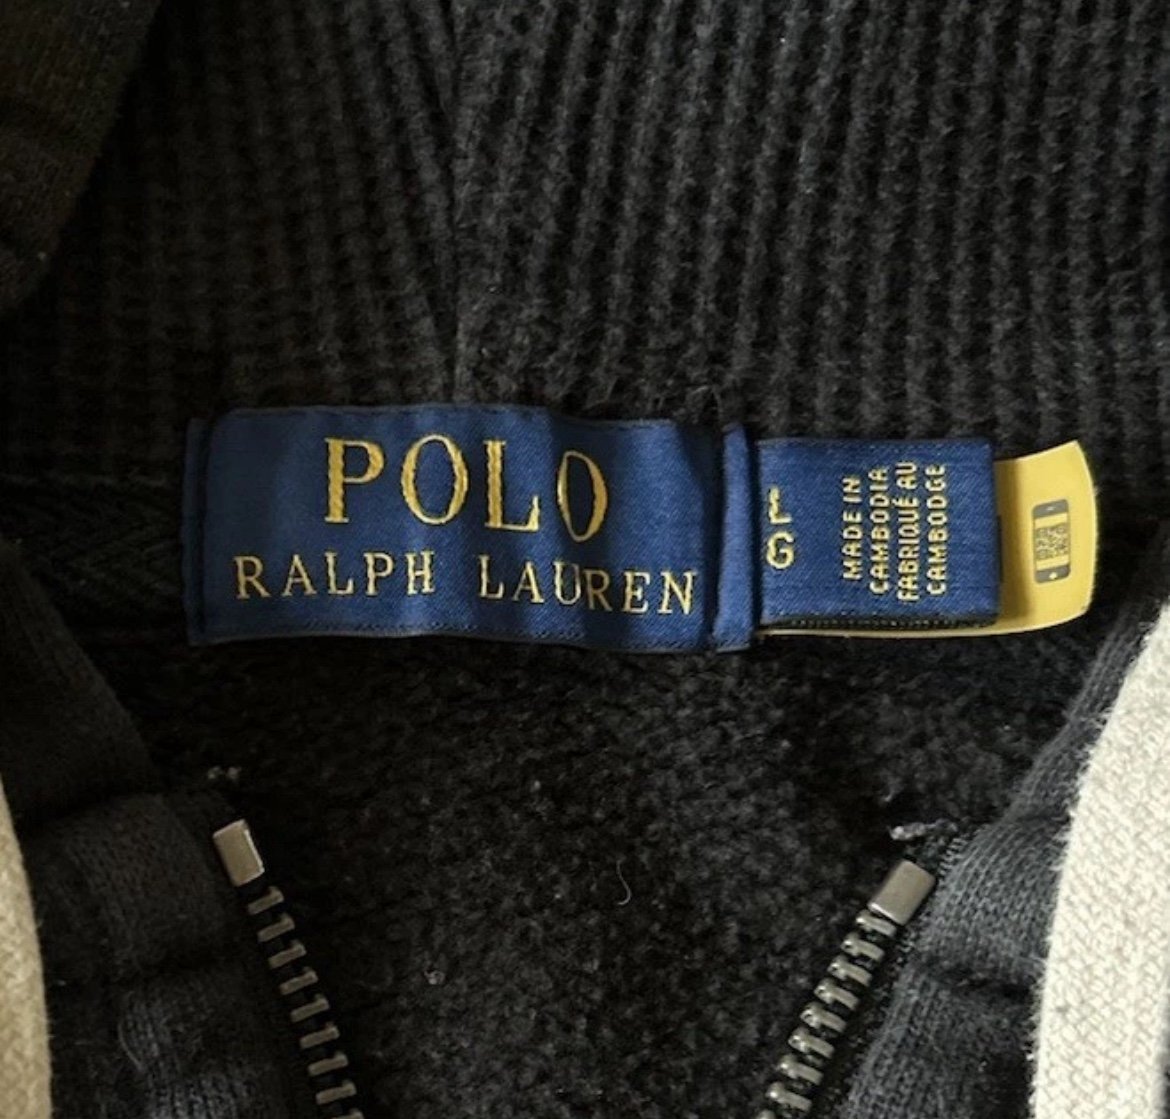 POLO
RALPH LAUREN
L
G
MADE IN
CAMBODIA
FABRIQUÉ AU
CAMBODGE